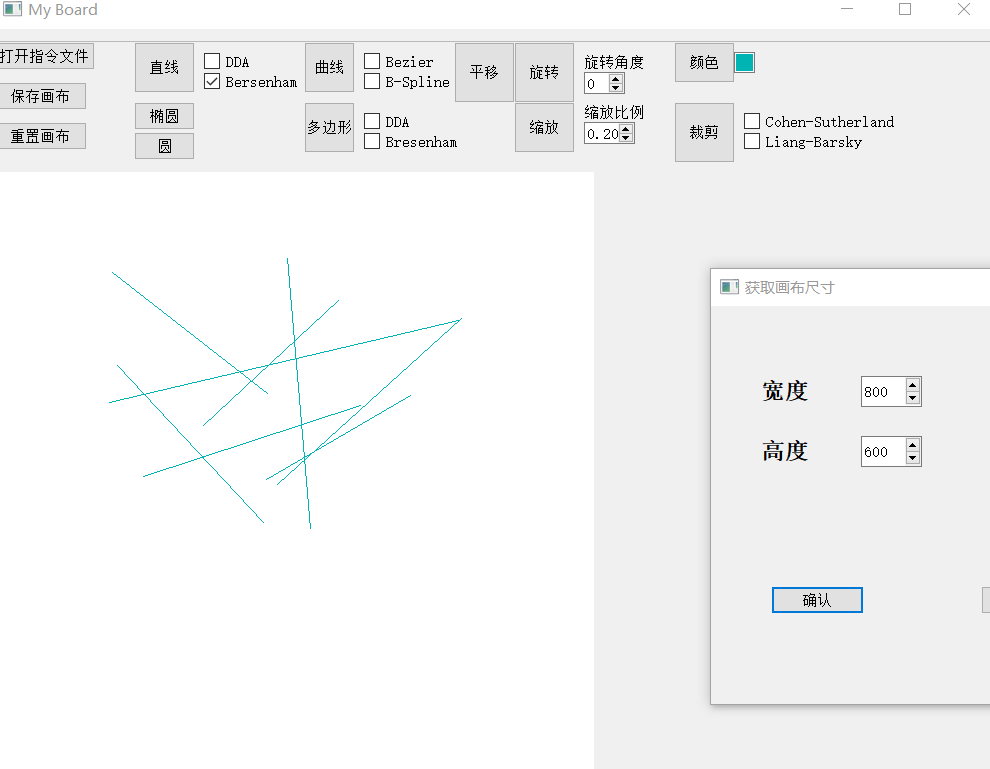 My Board
打开指令文件
保存画布
重置画布
直线
DDA
Bersenham
椭圆
圆
曲线
Bezier
B-Spline
多边形
DDA
Bresenham
平移
旋转
旋转角度
0
缩放
缩放比例
0.20
颜色
裁剪
Cohen-Sutherland
Liang-Barsky
获取画布尺寸
宽度
800
高度
600
确认